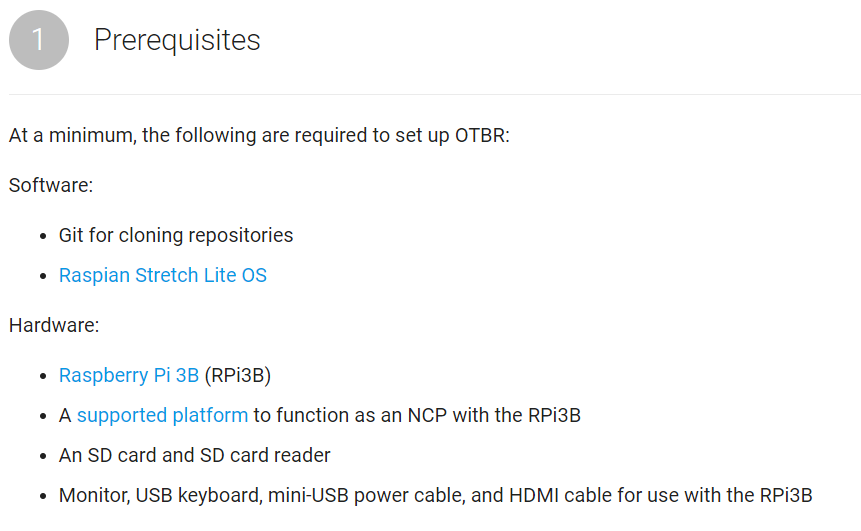 1
Prerequisites
At a minimum, the following are required to set up OTBR:
Software:
• Git for cloning repositories
• Raspian Stretch Lite OS
Hardware:
• Raspberry Pi 3B (RPi3B)
• A supported platform to function as an NCP with the RPi3B
• An SD card and SD card reader
• Monitor, USB keyboard, mini-USB power cable, and HDMI cable for use with the RPi3B